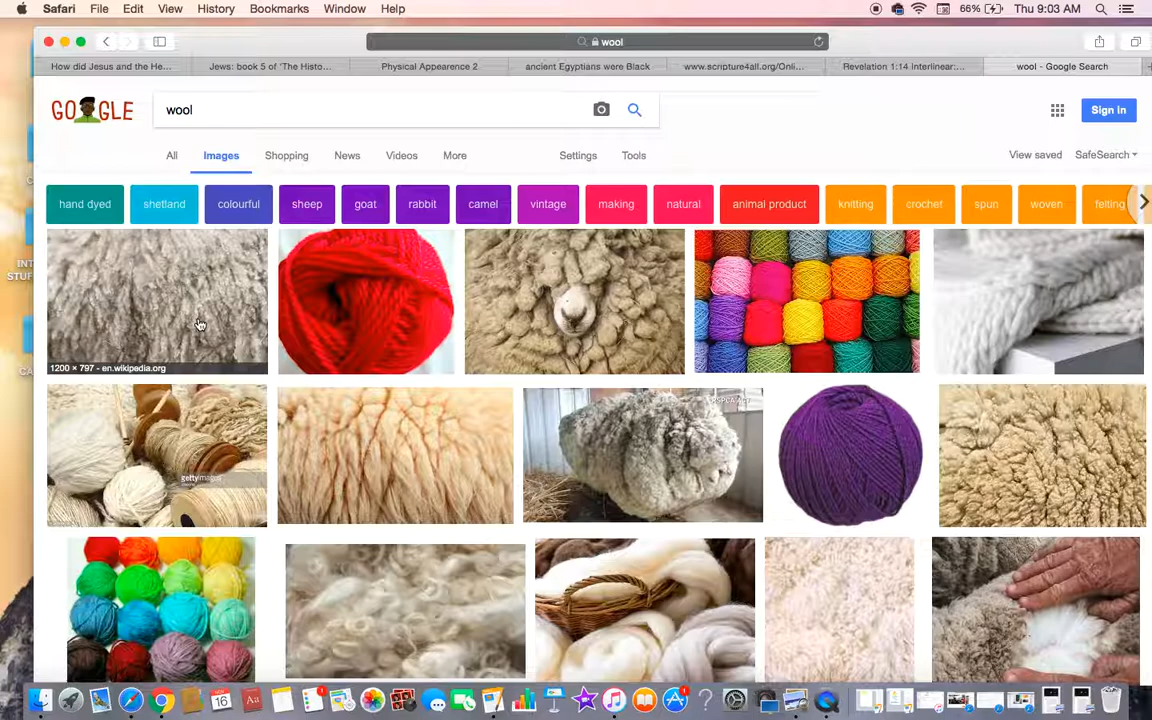 Safari File Edit View History Bookmarks Window Help 66% Thu 9:03 AM
wool
How did Jesus and the He... Jews: book 5 of 'The Histo... Physical Appearence 2 ancient Egyptians were Black www.scripture4all.org/Onli... Revelation 1:14 Interlinear:... wool - Google Search
GOOGLE wool Sign in
All Images Shopping News Videos More Settings Tools View saved SafeSearch
hand dyed shetland colourful sheep goat rabbit camel vintage making natural animal product knitting crochet spun woven felting
1200 × 797 - en.wikipedia.org
gettyimages
16 Aa 1 1